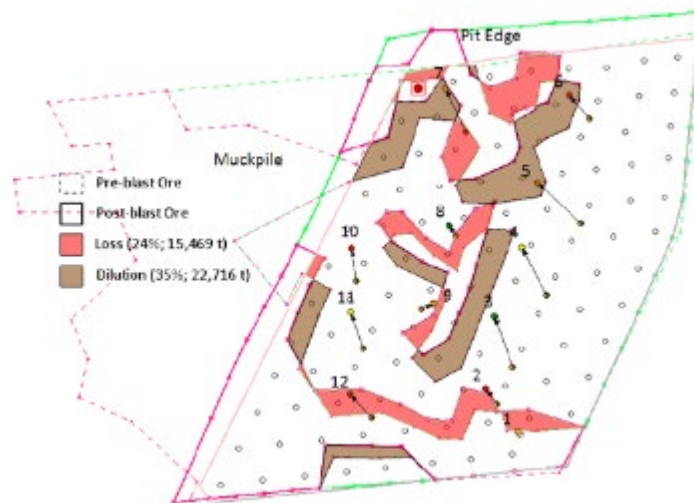 Pit Edge
7
6
Muckpile
Pre-blast Ore
5
Post-blast Ore
8
Loss (24%; 15,469 t)
10
4
Dilution (35%; 22,716 t)
9
3
11
12
2
1